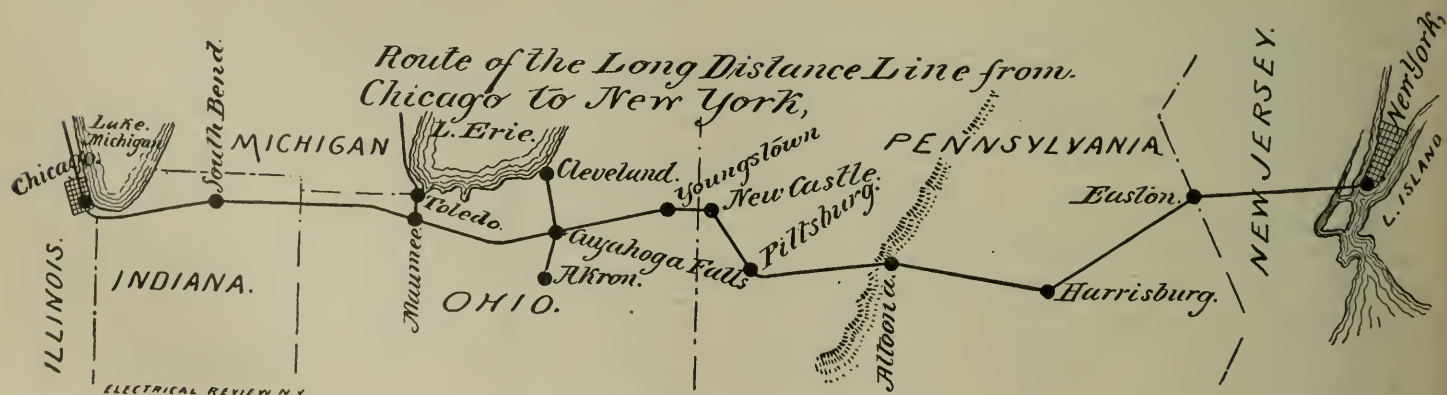 Route of the Long Distance Line from.
Chicago to New York,
Lake.
Michigan
Chicago.
South Bend.
MICHIGAN
L. Erie.
Cleveland.
Youngstown
New Castle.
Pittsburg.
PENNSYLVANIA
Easton.
NEW JERSEY.
New York,
L. ISLAND
Toledo.
Maumee.
Cuyahoga Falls
Akron.
OHIO.
Altoona.
Harrisburg.
ILLINOIS.
INDIANA.
ELECTRICAL REVIEW N.Y.